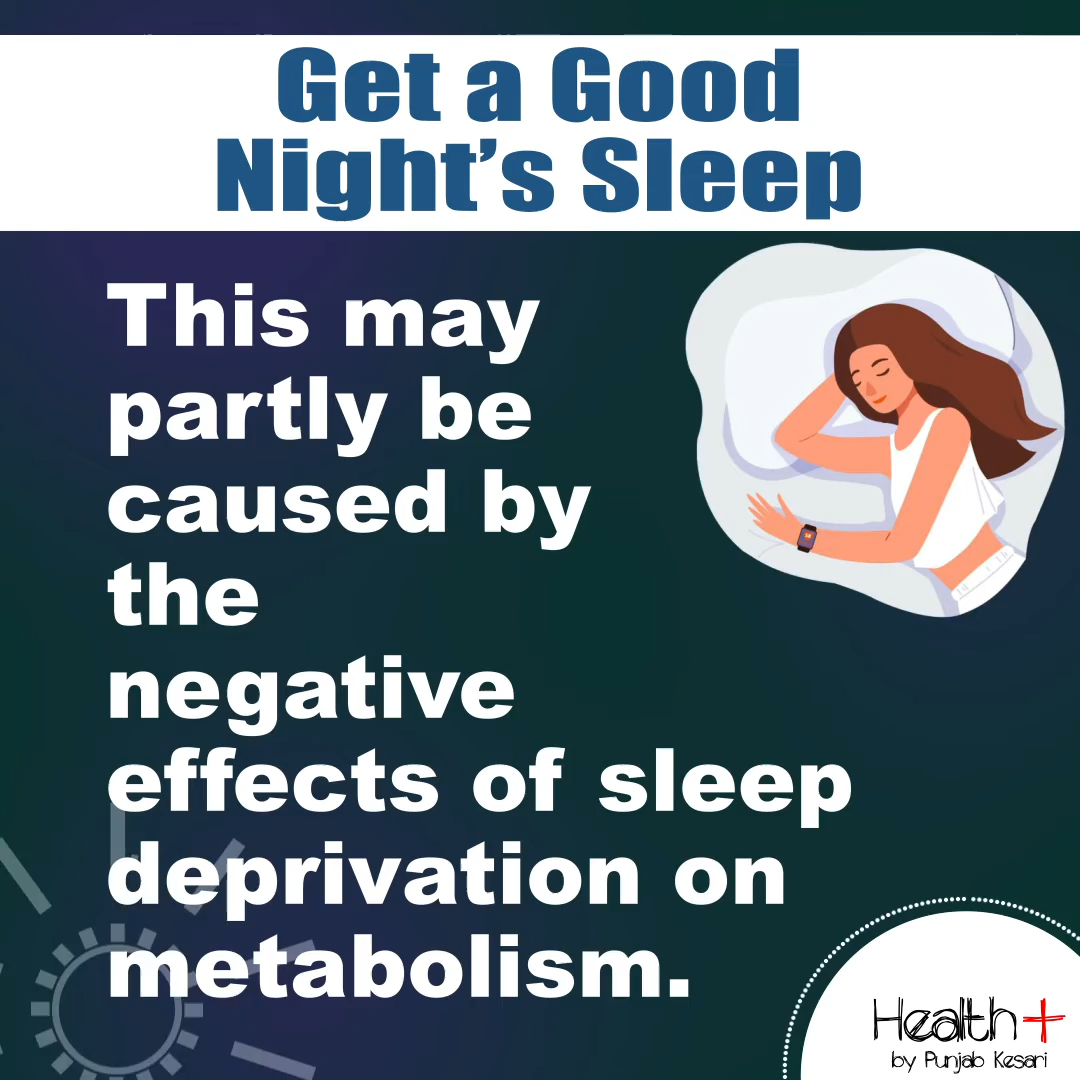 Get a Good
Night’s Sleep
This may
partly be
caused by
the
negative
effects of sleep
deprivation on
metabolism.
Health+
by Punjab Kesari